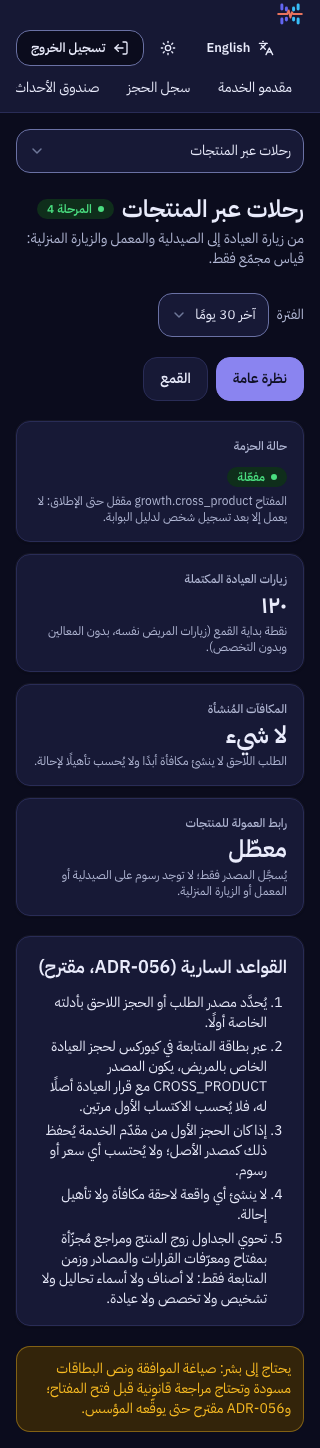 English
تسجيل الخروج
مقدمو الخدمة
سجل الحجز
صندوق الأحداث
رحلات عبر المنتجات
رحلات عبر المنتجات
المرحلة 4
من زيارة العيادة إلى الصيدلية والمعمل والزيارة المنزلية:
قياس مجمّع فقط.
الفترة
آخر 30 يومًا
نظرة عامة
القمع
حالة الحزمة
مفعّلة
المفتاح growth.cross_product مقفل حتى الإطلاق: لا
يعمل إلا بعد تسجيل شخص لدليل البوابة.
زيارات العيادة المكتملة
١٢٠
نقطة بداية القمع (زيارات المريض نفسه، بدون المعالين
وبدون التخصص).
المكافآت المُنشأة
لا شيء
الطلب اللاحق لا ينشئ مكافأة أبدًا ولا يُحسب تأهيلًا لإحالة.
رابط العمولة للمنتجات
معطّل
يُسجَّل المصدر فقط؛ لا توجد رسوم على الصيدلية أو
المعمل أو الزيارة المنزلية.
القواعد السارية (ADR-056، مقترح)
1. يُحدَّد مصدر الطلب أو الحجز اللاحق بأدلته
الخاصة أولًا.
2. عبر بطاقة المتابعة في كيوركس لحجز العيادة
الخاص بالمريض، يكون المصدر
CROSS_PRODUCT مع قرار العيادة أصلًا
له، فلا يُحسب الاكتساب الأول مرتين.
3. إذا كان الحجز الأول من مقدّم الخدمة يُحفظ
ذلك كمصدر الأصل؛ ولا يُحتسب أي سعر أو
رسوم.
4. لا ينشئ أي واقعة لاحقة مكافأة ولا تأهيل
إحالة.
5. تحوي الجداول زوج المنتج ومراجع مُجزّأة
بمفتاح ومعرّفات القرارات والمصادر وزمن
المتابعة فقط: لا أصناف ولا أسماء تحاليل ولا
تشخيص ولا تخصص ولا عيادة.
يحتاج إلى بشر: صياغة الموافقة ونص البطاقات
مسودة وتحتاج مراجعة قانونية قبل فتح المفتاح؛
وADR-056 مقترح حتى يوقّعه المؤسس.